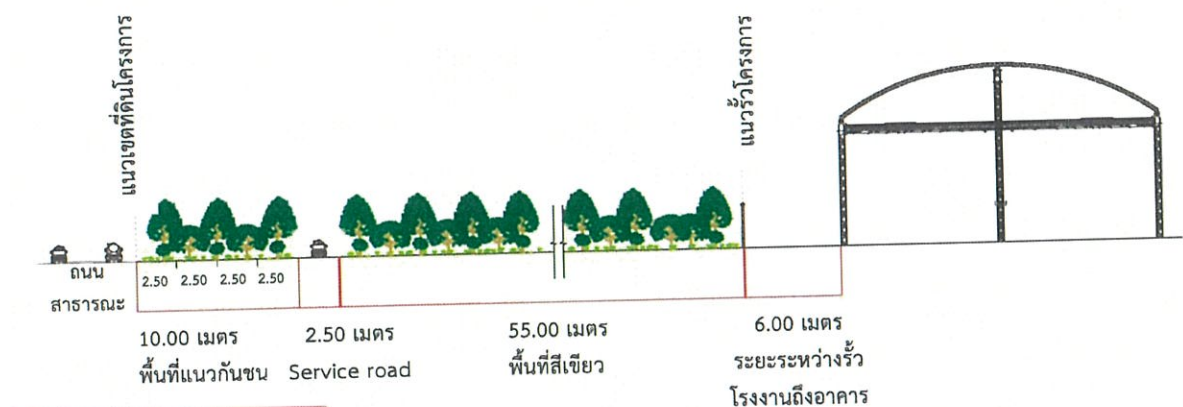 แนวเขตที่ดินโครงการ
แนวรั้วโครงการ
ถนน
สาธารณะ
2.50 2.50 2.50 2.50
10.00 เมตร
พื้นที่แนวกันชน
2.50 เมตร
Service road
55.00 เมตร
พื้นที่สีเขียว
6.00 เมตร
ระยะระหว่างรั้ว
โรงงานถึงอาคาร